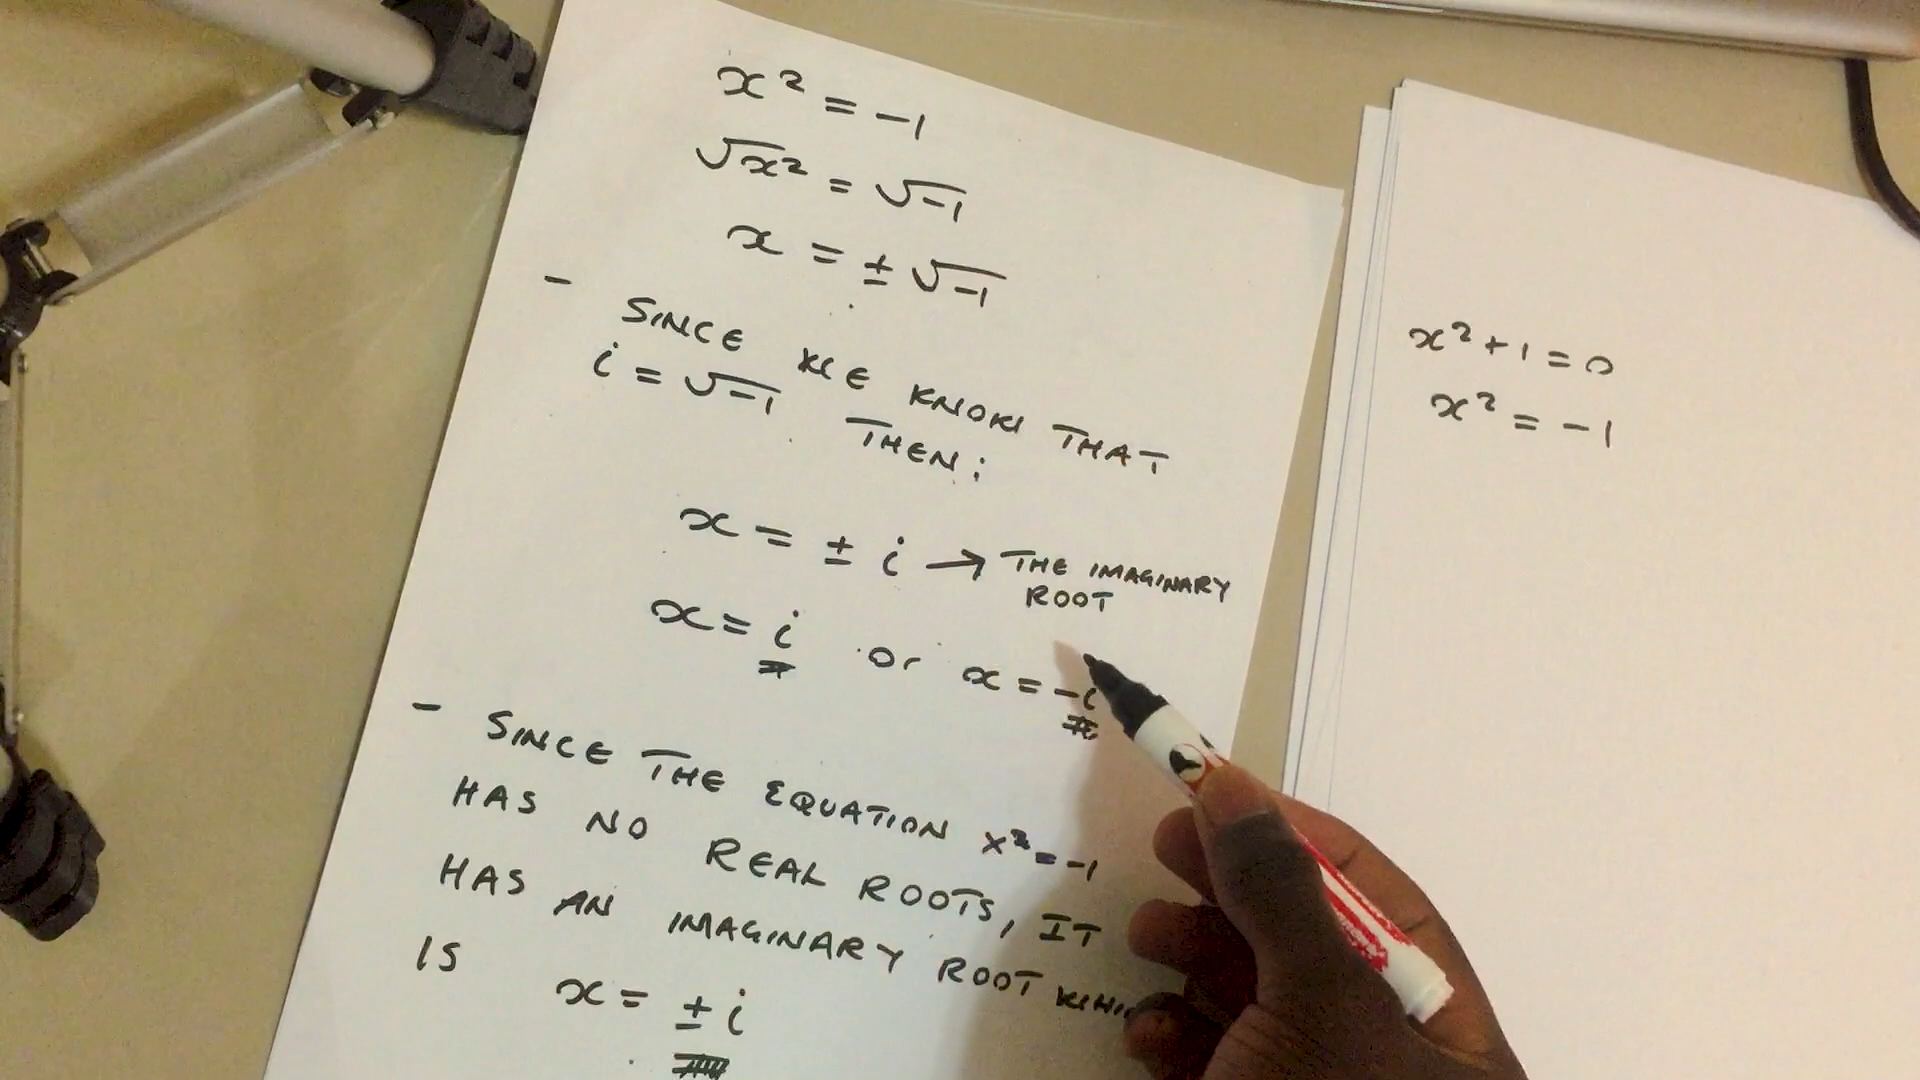 x² = -1
√x² = √-1
x = ± √-1
- SINCE WE KNOW THAT
i = √-1 THEN:
x = ± i → THE IMAGINARY
ROOT
x = i or x = -i
- SINCE THE EQUATION x² = -1
HAS NO REAL ROOTS, IT
HAS AN IMAGINARY ROOT
IS
x = ± i
x² + 1 = 0
x² = -1